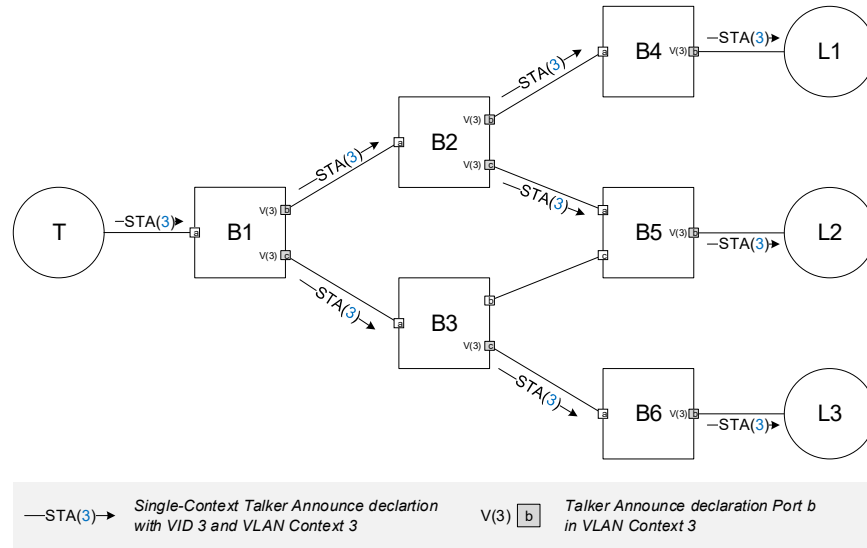 STA(3)
B4
a
V(3) b
STA(3)
L1
STA(3)
B2
a
V(3) b
V(3) c
STA(3)
STA(3)
T
STA(3)
B1
a
V(3) b
V(3) c
B5
a
c
V(3) b
STA(3)
L2
STA(3)
B3
a
b
V(3) c
STA(3)
B6
a
V(3) b
STA(3)
L3
STA(3) Single-Context Talker Announce declartion
with VID 3 and VLAN Context 3
V(3) b Talker Announce declaration Port b
in VLAN Context 3